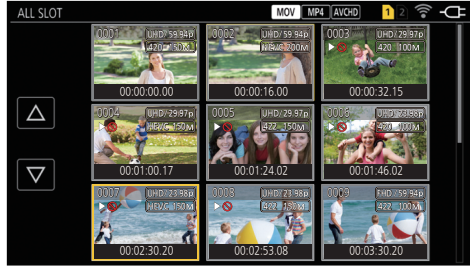 ALL SLOT MOV MP4 AVCHD 1 2
0001 UHD/59.94p
420 150M
00:00:00.00
0002 UHD/59.94p
HEVC 200M
00:00:16.00
0003 UHD/29.97p
420 100M
00:00:32.15
0004 UHD/29.97p
HEVC 150M
00:01:00.17
0005 UHD/29.97p
422 150M
00:01:24.02
0006 UHD 23.98p
420 100M
00:01:46.02
0007 UHD/23.98p
HEVC 150M
00:02:30.20
0008 UHD/23.98p
422 150M
00:02:53.08
0009 FHD/59.94p
422 100M
00:03:30.20